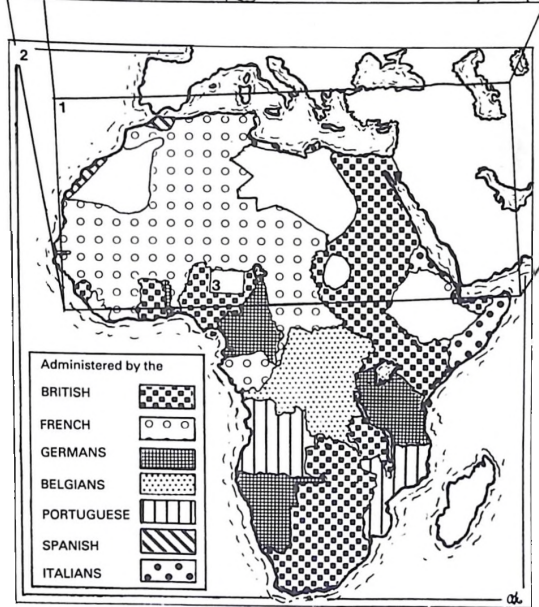 2
1
3
Administered by the
BRITISH
FRENCH
GERMANS
BELGIANS
PORTUGUESE
SPANISH
ITALIANS